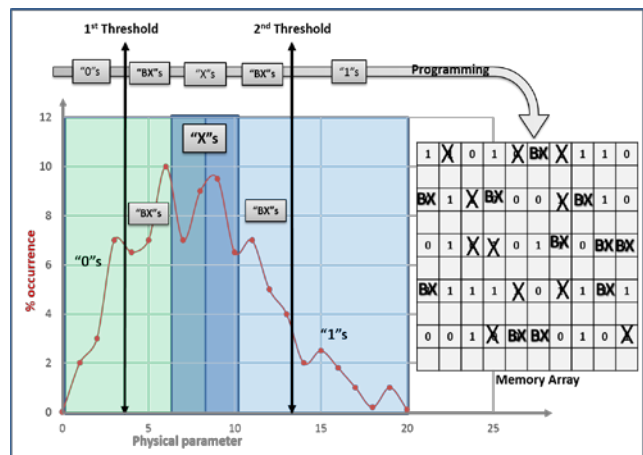 1st Threshold 2nd Threshold
"0"s "BX"s "X"s "BX"s "1"s Programming
12
10
8
6
4
2
0
% occurrence
"X"s
"BX"s
"BX"s
"0"s
"1"s
0 5 10 15 20 25
Physical parameter
1 X 0 1 X BX X 1 1 0
BX 1 X BX 0 0 X BX 1 0
0 1 X X 0 1 BX 0 BX BX
BX 1 1 1 X 0 X 1 BX 1
0 0 1 X BX BX 0 1 0 X
Memory Array